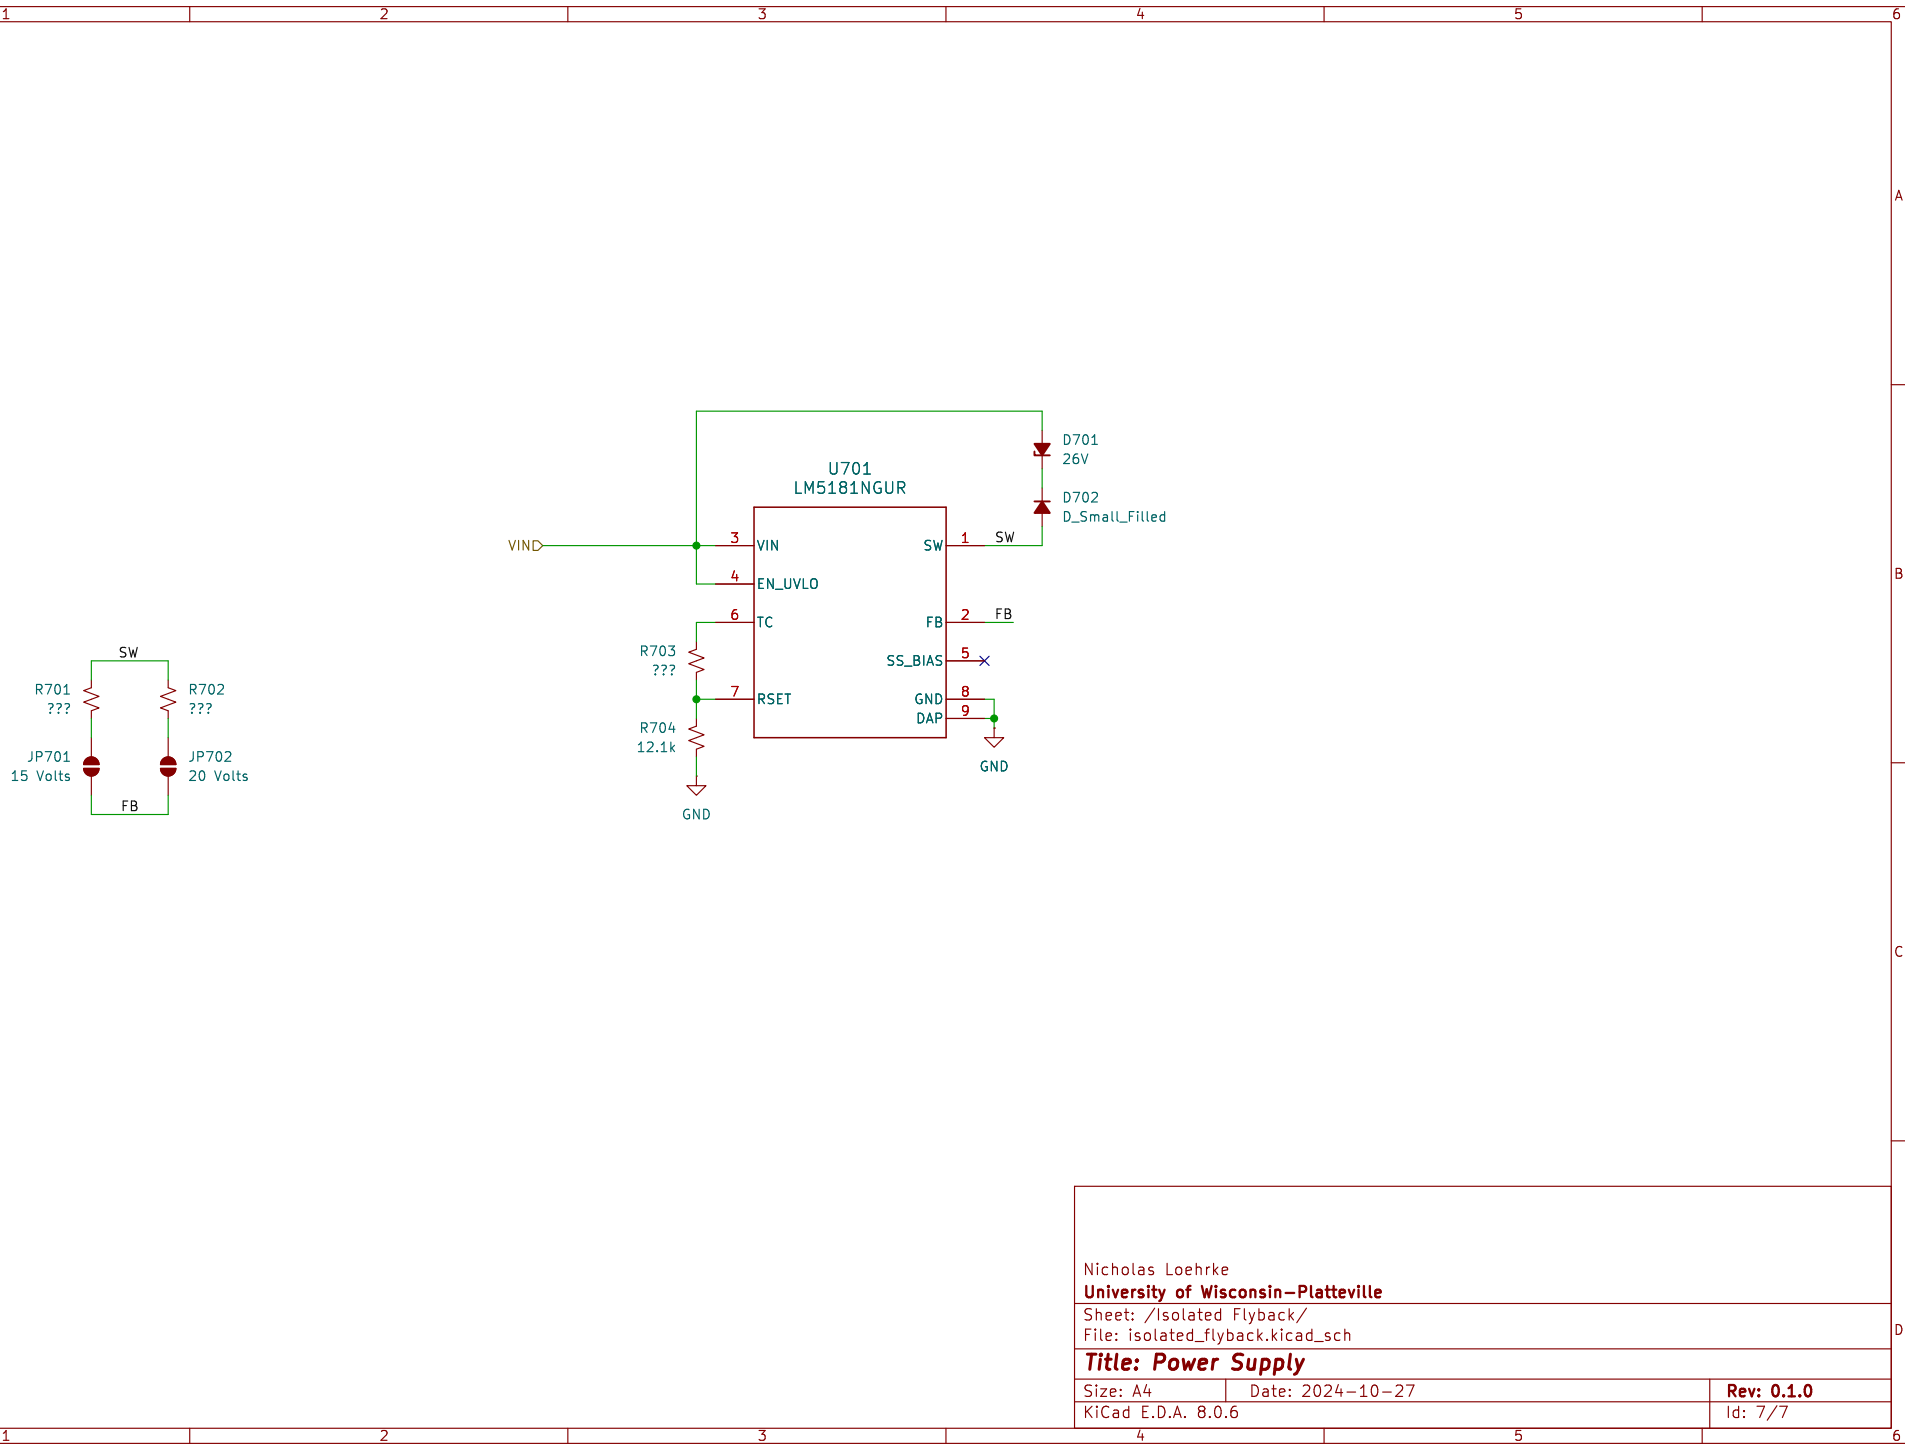 1 2 3 4 5 6
A
D701
26V
U701
LM5181NGUR
D702
D_Small_Filled
VIN
3 VIN
SW 1 SW
B
4 EN_UVLO
6 TC
FB 2 FB
R703
???
SS_BIAS 5
7 RSET
GND 8
DAP 9
R704
12.1k
GND
GND
SW
R701
???
R702
???
JP701
15 Volts
JP702
20 Volts
FB
C
Nicholas Loehrke
University of Wisconsin-Platteville
Sheet: /Isolated Flyback/
File: isolated_flyback.kicad_sch
D
Title: Power Supply
Size: A4 Date: 2024-10-27 Rev: 0.1.0
KiCad E.D.A. 8.0.6 Id: 7/7
1 2 3 4 5 6